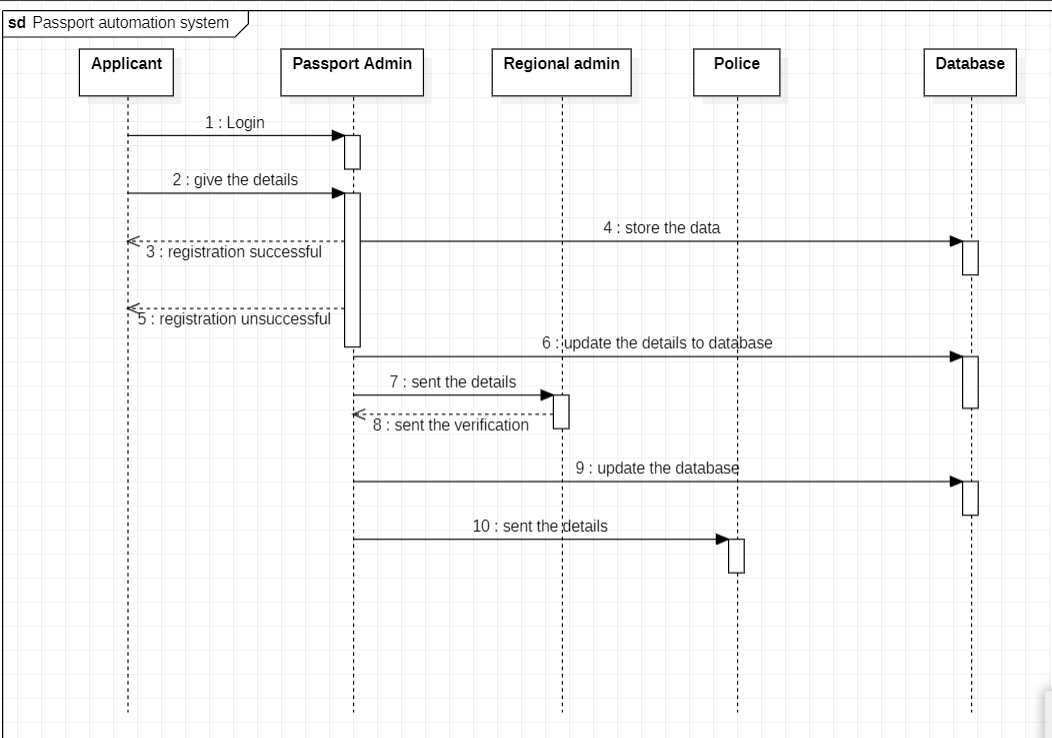 sd Passport automation system
Applicant
Passport Admin
Regional admin
Police
Database
1 : Login
2 : give the details
4 : store the data
3 : registration successful
5 : registration unsuccessful
6 : update the details to database
7 : sent the details
8 : sent the verification
9 : update the database
10 : sent the details